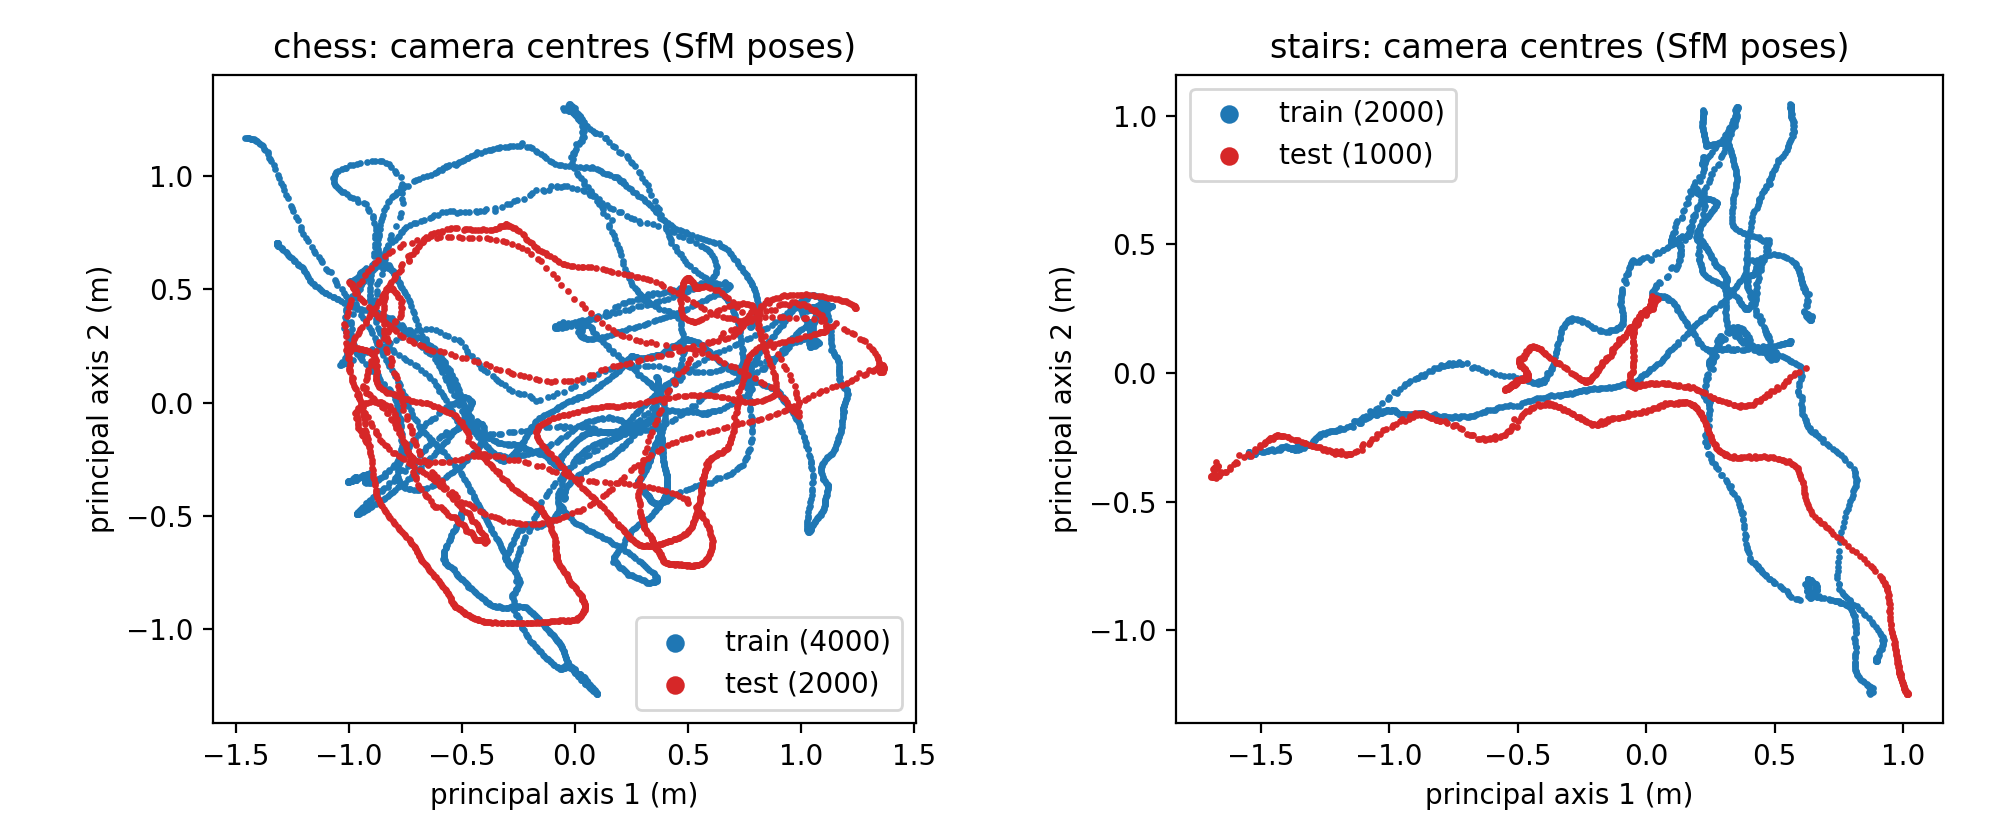 chess: camera centres (SfM poses)
principal axis 2 (m)
1.0
0.5
0.0
−0.5
−1.0
train (4000)
test (2000)
−1.5 −1.0 −0.5 0.0 0.5 1.0 1.5
principal axis 1 (m)
stairs: camera centres (SfM poses)
train (2000)
test (1000)
principal axis 2 (m)
1.0
0.5
0.0
−0.5
−1.0
−1.5 −1.0 −0.5 0.0 0.5 1.0
principal axis 1 (m)